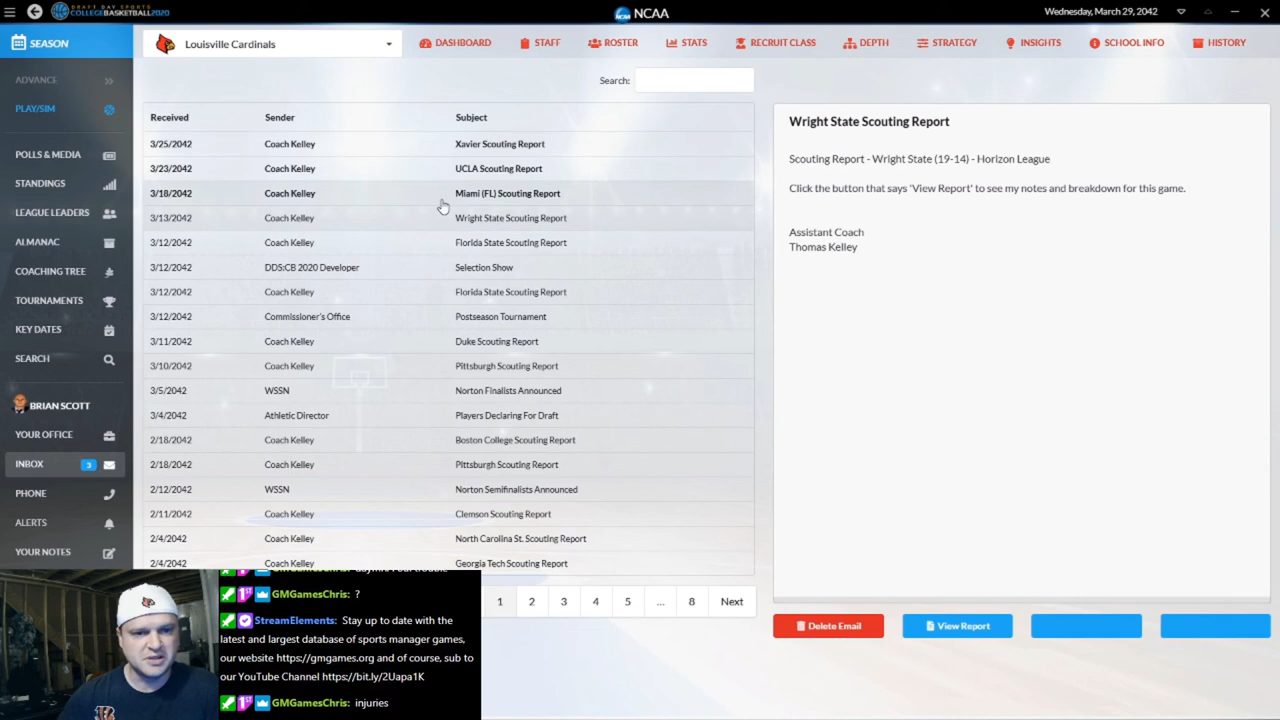 DRAFT DAY SPORTS
COLLEGE BASKETBALL 2020
NCAA
Wednesday, March 29, 2042
SEASON
Louisville Cardinals
DASHBOARD
STAFF
ROSTER
STATS
RECRUIT CLASS
DEPTH
STRATEGY
INSIGHTS
SCHOOL INFO
HISTORY
ADVANCE
PLAY/SIM
POLLS & MEDIA
STANDINGS
LEAGUE LEADERS
ALMANAC
COACHING TREE
TOURNAMENTS
KEY DATES
SEARCH
BRIAN SCOTT
YOUR OFFICE
INBOX 3
PHONE
ALERTS
YOUR NOTES
Search:
Received Sender Subject
3/25/2042 Coach Kelley Xavier Scouting Report
3/23/2042 Coach Kelley UCLA Scouting Report
3/18/2042 Coach Kelley Miami (FL) Scouting Report
3/13/2042 Coach Kelley Wright State Scouting Report
3/12/2042 Coach Kelley Florida State Scouting Report
3/12/2042 DDS:CB 2020 Developer Selection Show
3/12/2042 Coach Kelley Florida State Scouting Report
3/12/2042 Commissioner's Office Postseason Tournament
3/11/2042 Coach Kelley Duke Scouting Report
3/10/2042 Coach Kelley Pittsburgh Scouting Report
3/5/2042 WSSN Norton Finalists Announced
3/4/2042 Athletic Director Players Declaring For Draft
2/18/2042 Coach Kelley Boston College Scouting Report
2/18/2042 Coach Kelley Pittsburgh Scouting Report
2/12/2042 WSSN Norton Semifinalists Announced
2/11/2042 Coach Kelley Clemson Scouting Report
2/4/2042 Coach Kelley North Carolina St. Scouting Report
2/4/2042 Coach Kelley Georgia Tech Scouting Report
1 2 3 4 5 ... 8 Next
Wright State Scouting Report
Scouting Report - Wright State (19-14) - Horizon League
Click the button that says 'View Report' to see my notes and breakdown for this game.
Assistant Coach
Thomas Kelley
Delete Email
View Report
GMGamesChris: ?
StreamElements: Stay up to date with the
latest and largest database of sports manager games,
our website https://gmgames.org and of course, sub to
our YouTube Channel https://bit.ly/2Uapa1K
GMGamesChris: injuries